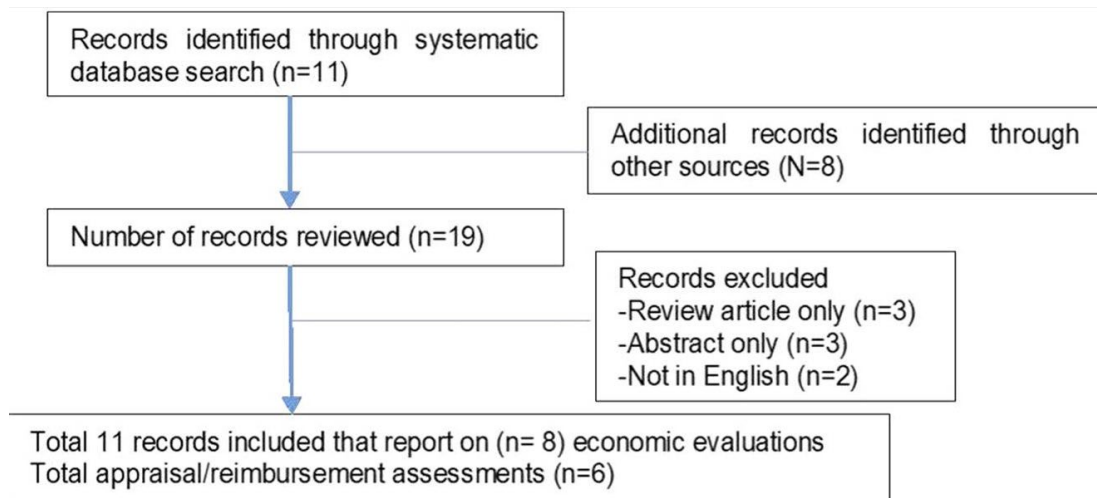 Records identified through systematic
database search (n=11)
Additional records identified through
other sources (N=8)
Number of records reviewed (n=19)
Records excluded
-Review article only (n=3)
-Abstract only (n=3)
-Not in English (n=2)
Total 11 records included that report on (n= 8) economic evaluations
Total appraisal/reimbursement assessments (n=6)